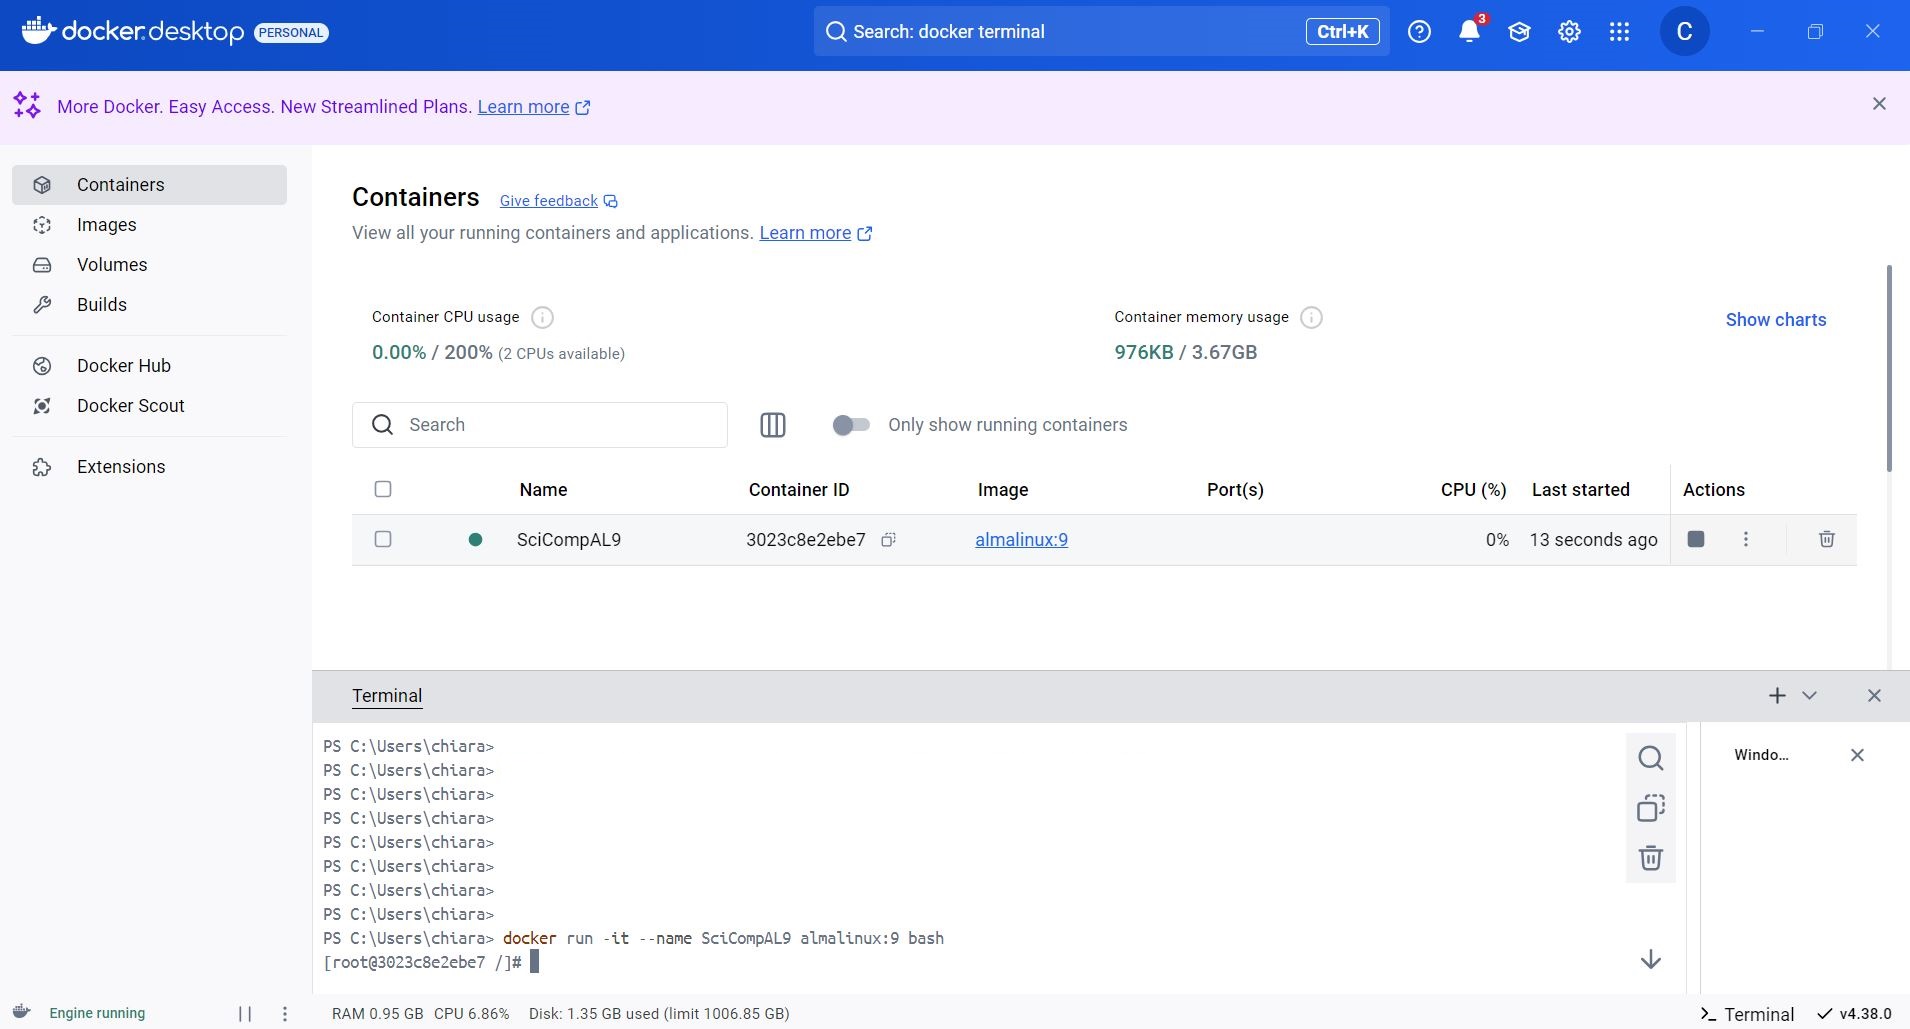 docker.desktop PERSONAL
Search: docker terminal Ctrl+K
3
C
More Docker. Easy Access. New Streamlined Plans. Learn more
Containers
Images
Volumes
Builds
Docker Hub
Docker Scout
Extensions
Containers Give feedback
View all your running containers and applications. Learn more
Container CPU usage
0.00% / 200% (2 CPUs available)
Container memory usage
976KB / 3.67GB
Show charts
Search
Only show running containers
Name Container ID Image Port(s) CPU (%) Last started Actions
SciCompAL9 3023c8e2ebe7 almalinux:9 0% 13 seconds ago
Terminal
PS C:\Users\chiara>
PS C:\Users\chiara>
PS C:\Users\chiara>
PS C:\Users\chiara>
PS C:\Users\chiara>
PS C:\Users\chiara>
PS C:\Users\chiara>
PS C:\Users\chiara>
PS C:\Users\chiara> docker run -it --name SciCompAL9 almalinux:9 bash
[root@3023c8e2ebe7 /]#
Windo...
Engine running
RAM 0.95 GB CPU 6.86% Disk: 1.35 GB used (limit 1006.85 GB)
Terminal
v4.38.0